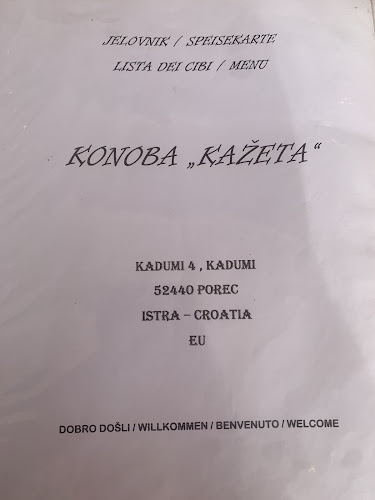 JELOVNIK / SPEISEKARTE
LISTA DEI CIBI / MENU
KONOBA „KAŽETA“
KADUMI 4 , KADUMI
52440 POREC
ISTRA – CROATIA
EU
DOBRO DOŠLI / WILLKOMMEN / BENVENUTO / WELCOME